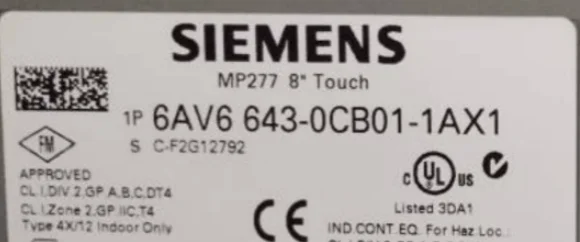 SIEMENS
MP277 8" Touch
1P 6AV6 643-0CB01-1AX1
S C-F2G12792
FM
APPROVED
CL.I,DIV.2,GP.A,B,C,DT4
CL.I,Zone 2,GP.IIC,T4
Type 4X/12 Indoor Only
CE
c UL us
Listed 3DA1
IND.CONT.EQ. For Haz.Loc.